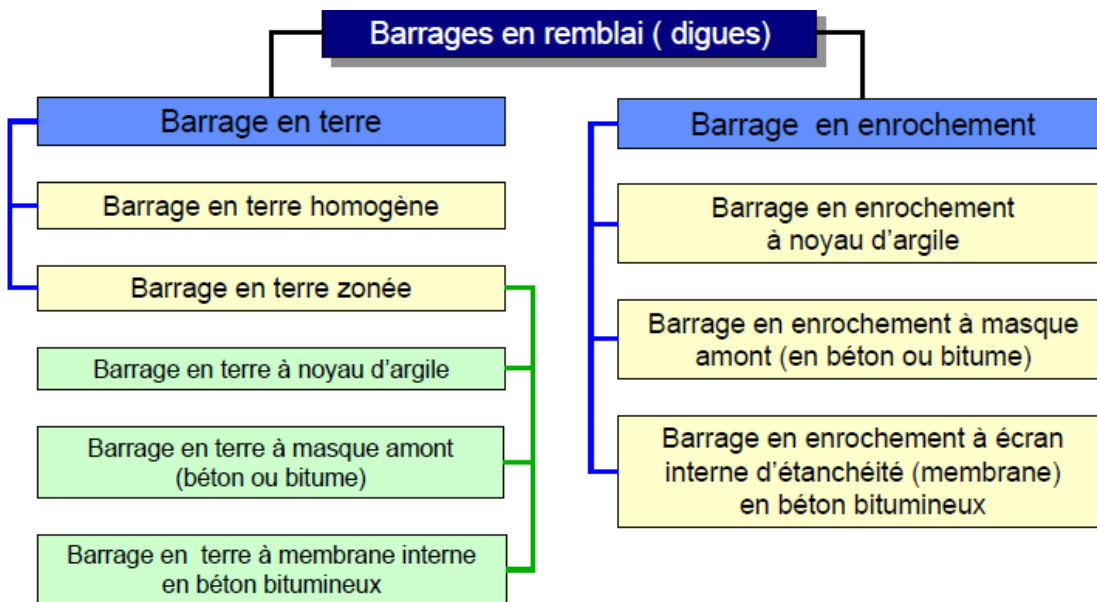 Barrages en remblai ( digues)
Barrage en terre
Barrage en terre homogène
Barrage en terre zonée
Barrage en terre à noyau d'argile
Barrage en terre à masque amont
(béton ou bitume)
Barrage en terre à membrane interne
en béton bitumineux
Barrage en enrochement
Barrage en enrochement
à noyau d'argile
Barrage en enrochement à masque
amont (en béton ou bitume)
Barrage en enrochement à écran
interne d'étanchéité (membrane)
en béton bitumineux